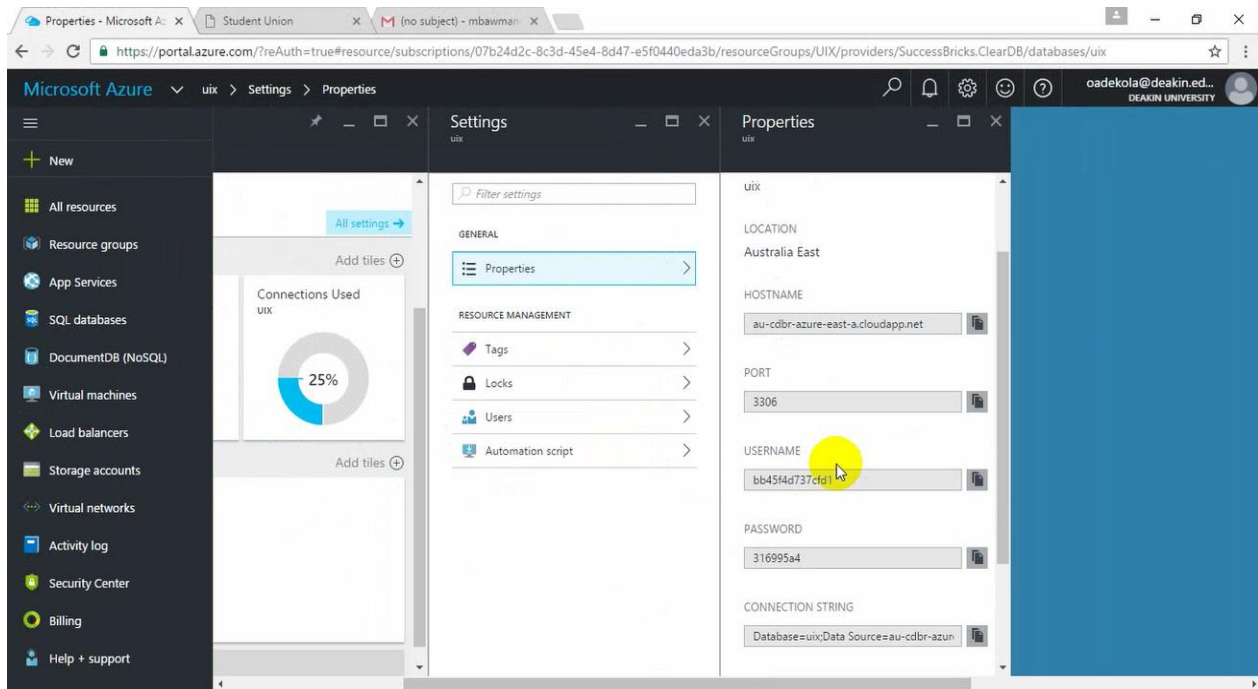 Properties - Microsoft A
Student Union
M (no subject) - mbawman
https://portal.azure.com/?reAuth=true#resource/subscriptions/07b24d2c-8c3d-45e4-8d47-e5f0440eda3b/resourceGroups/UIX/providers/SuccessBricks.ClearDB/databases/uix
Microsoft Azure uix > Settings > Properties
oadekola@deakin.ed...
DEAKIN UNIVERSITY
New
All resources
Resource groups
App Services
SQL databases
DocumentDB (NoSQL)
Virtual machines
Load balancers
Storage accounts
Virtual networks
Activity log
Security Center
Billing
Help + support
All settings
Add tiles
Connections Used
uix
25%
Add tiles
Settings
uix
Filter settings
GENERAL
Properties
RESOURCE MANAGEMENT
Tags
Locks
Users
Automation script
Properties
uix
uix
LOCATION
Australia East
HOSTNAME
au-cdbr-azure-east-a.cloudapp.net
PORT
3306
USERNAME
bb45f4d737cfd1
PASSWORD
316995a4
CONNECTION STRING
Database=uix;Data Source=au-cdbr-azur